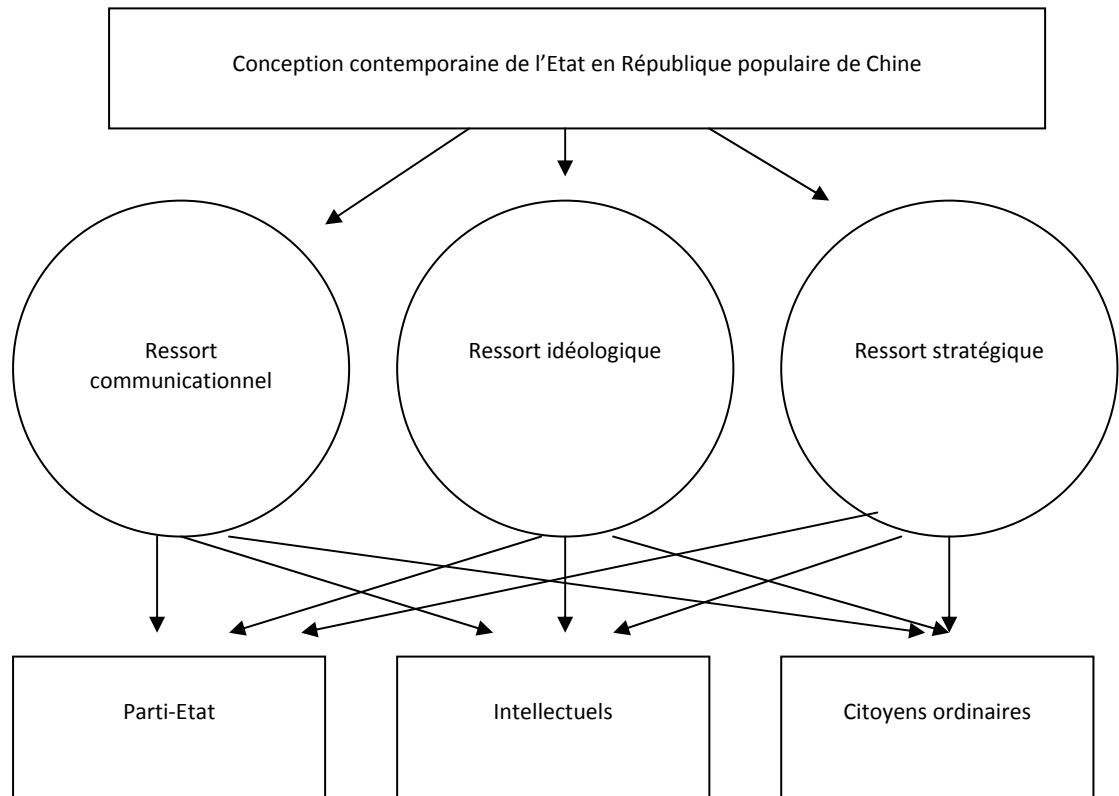 Conception contemporaine de l’Etat en République populaire de Chine
Ressort
communicationnel
Ressort idéologique
Ressort stratégique
Parti-Etat
Intellectuels
Citoyens ordinaires